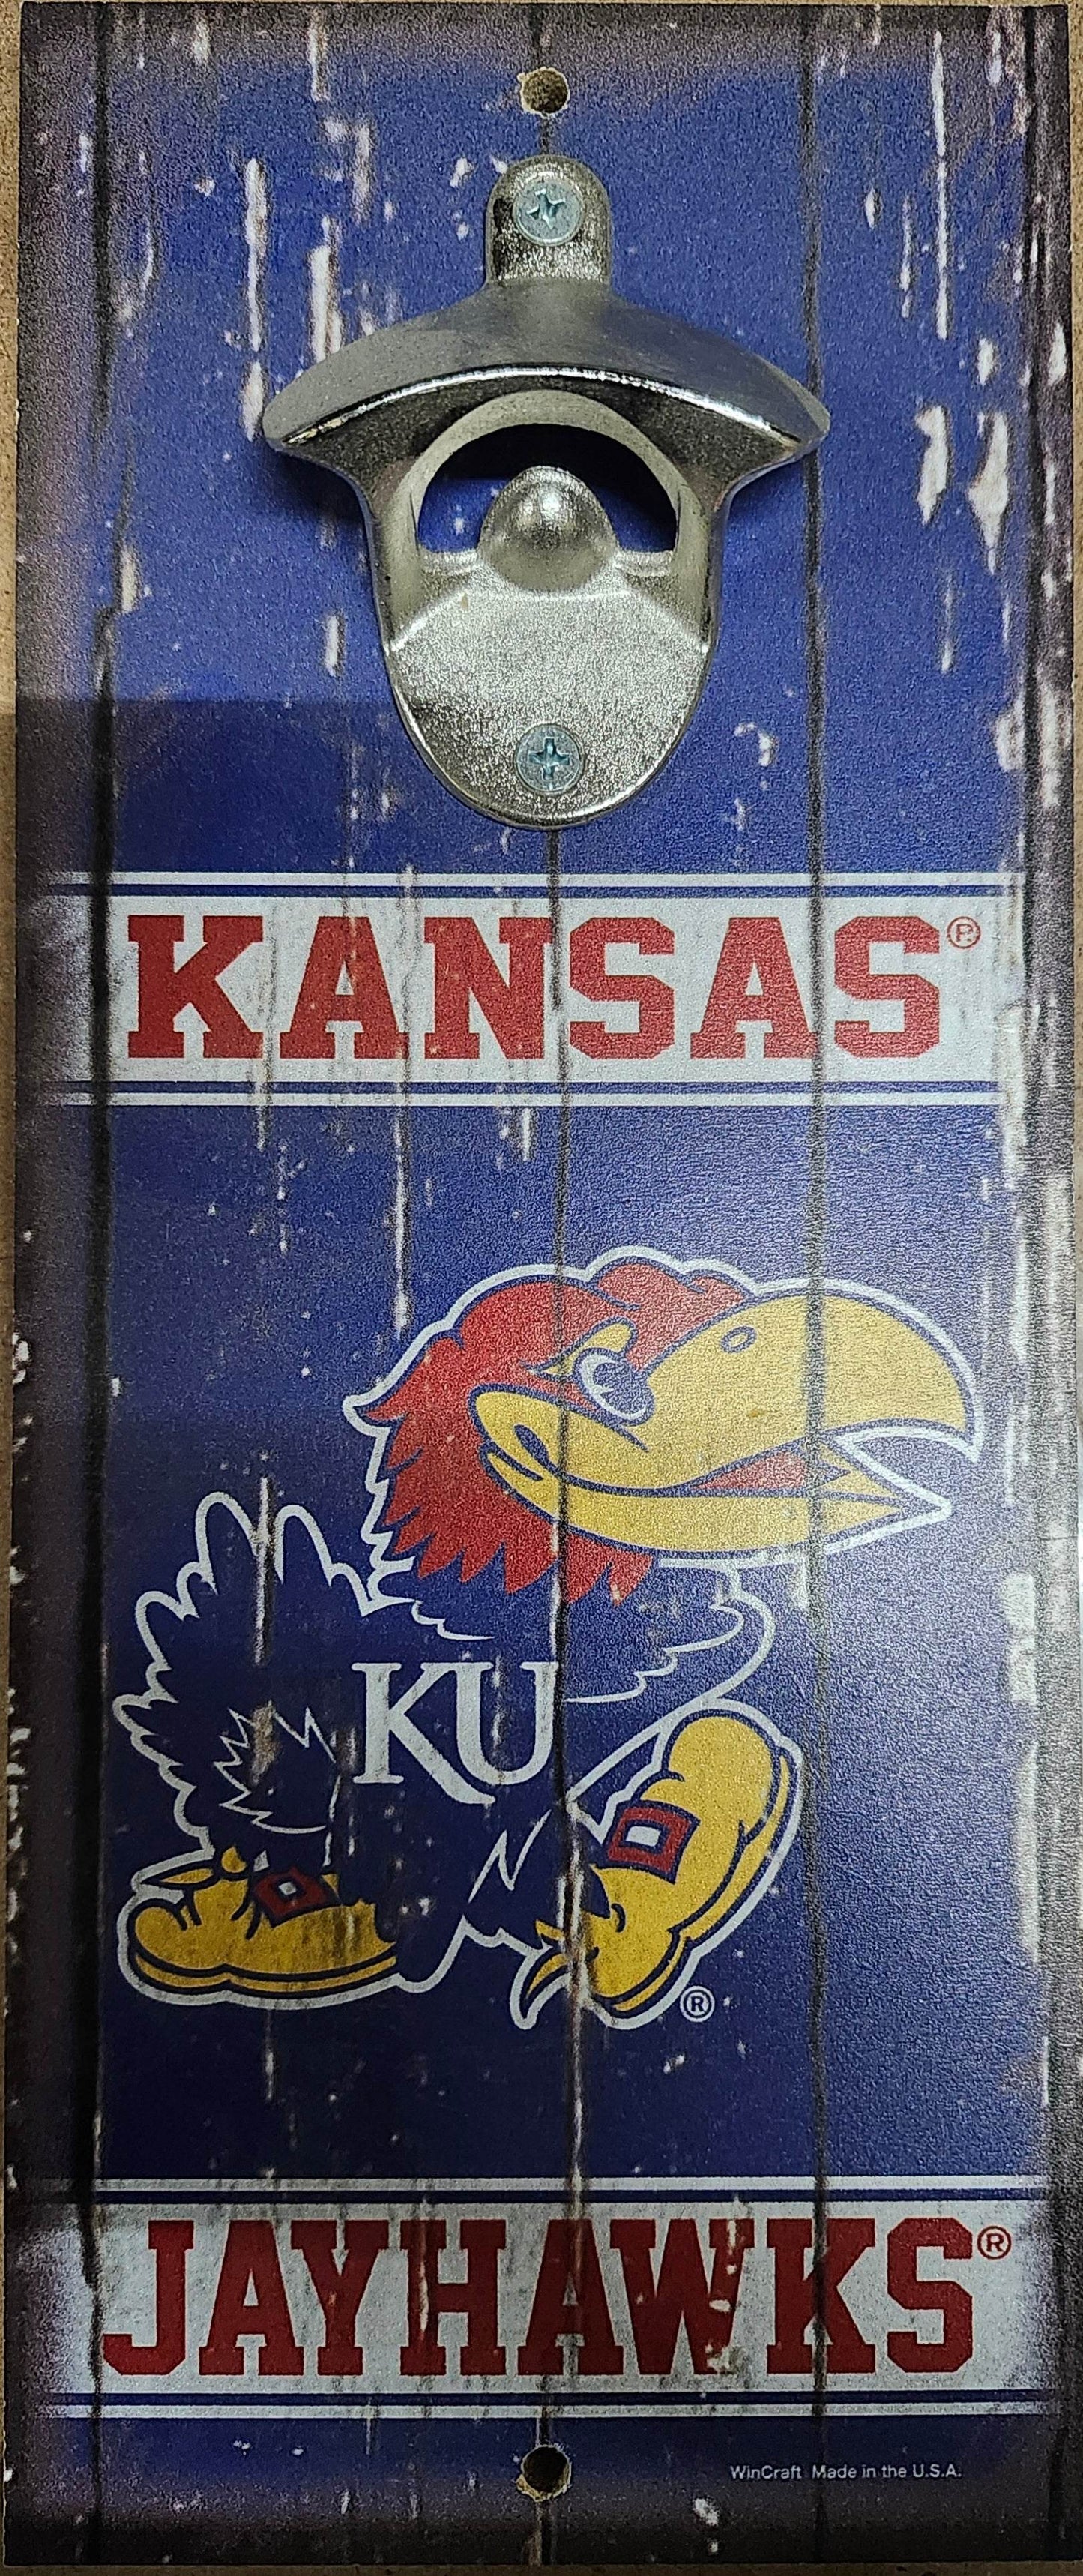 KANSAS®
KU
®
JAYHAWKS®
WinCraft Made in the U.S.A.